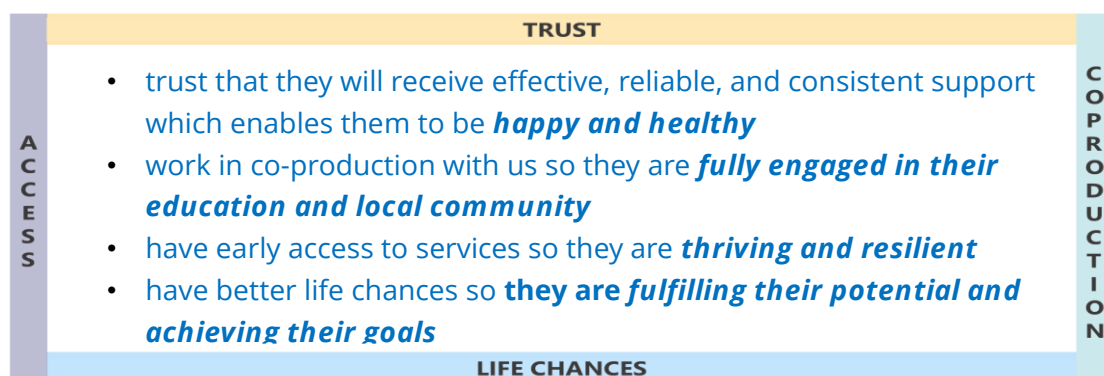 TRUST
ACCESS
• trust that they will receive effective, reliable, and consistent support
which enables them to be happy and healthy
• work in co-production with us so they are fully engaged in their
education and local community
• have early access to services so they are thriving and resilient
• have better life chances so they are fulfilling their potential and
achieving their goals
COPRODUCTION
LIFE CHANCES